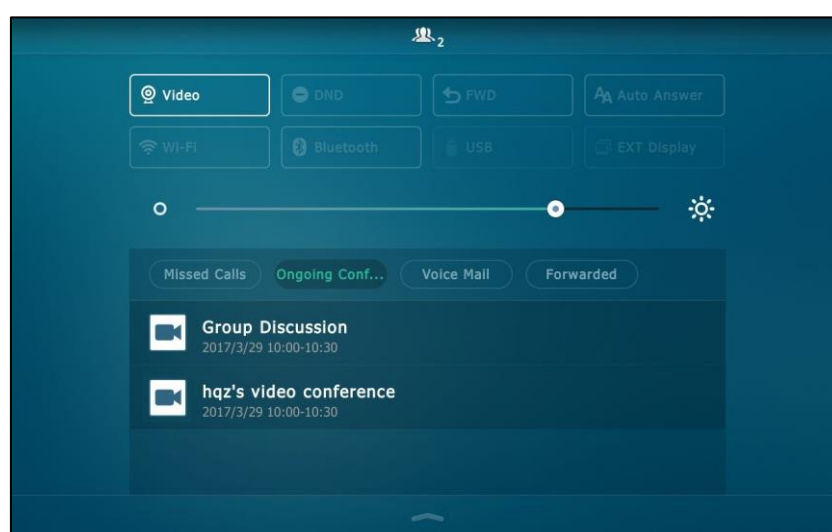 2
Video DND FWD AA Auto Answer
Wi-Fi Bluetooth USB EXT Display
Missed Calls Ongoing Conf... Voice Mail Forwarded
Group Discussion
2017/3/29 10:00-10:30
hqz's video conference
2017/3/29 10:00-10:30